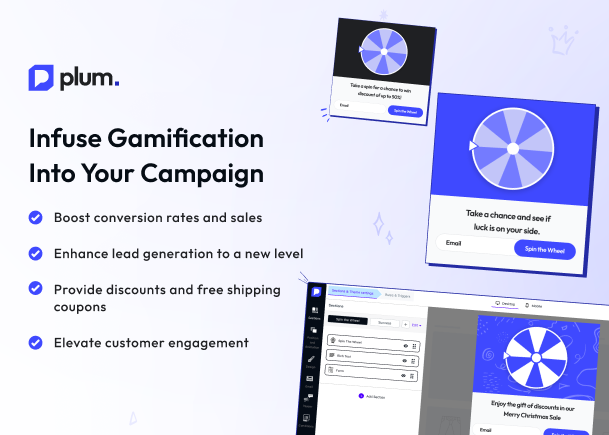 plum.
Infuse Gamification
Into Your Campaign
Boost conversion rates and sales
Enhance lead generation to a new level
Provide discounts and free shipping
coupons
Elevate customer engagement
Take a spin for a chance to win
discount of up to 50%!
Email
Spin the Wheel
Take a chance and see if
luck is on your side.
Email
Spin the Wheel
Sections
Spin the Wheel
Success
Edit
Spin The Wheel
Rich Text
Form
Add Section
Desktop
Mobile
Enjoy the gift of discounts in our
Merry Christmas Sale
Email